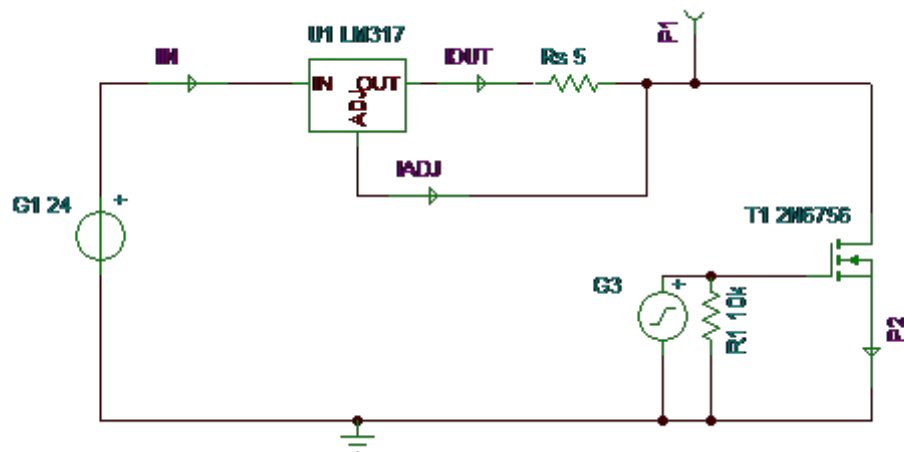 U1 LM317
IIN
IOUT
Rs 5
P1
IN
OUT
ADJ
IADJ
G1 24
+
T1 2N6756
G3
+
R1 10k
P2